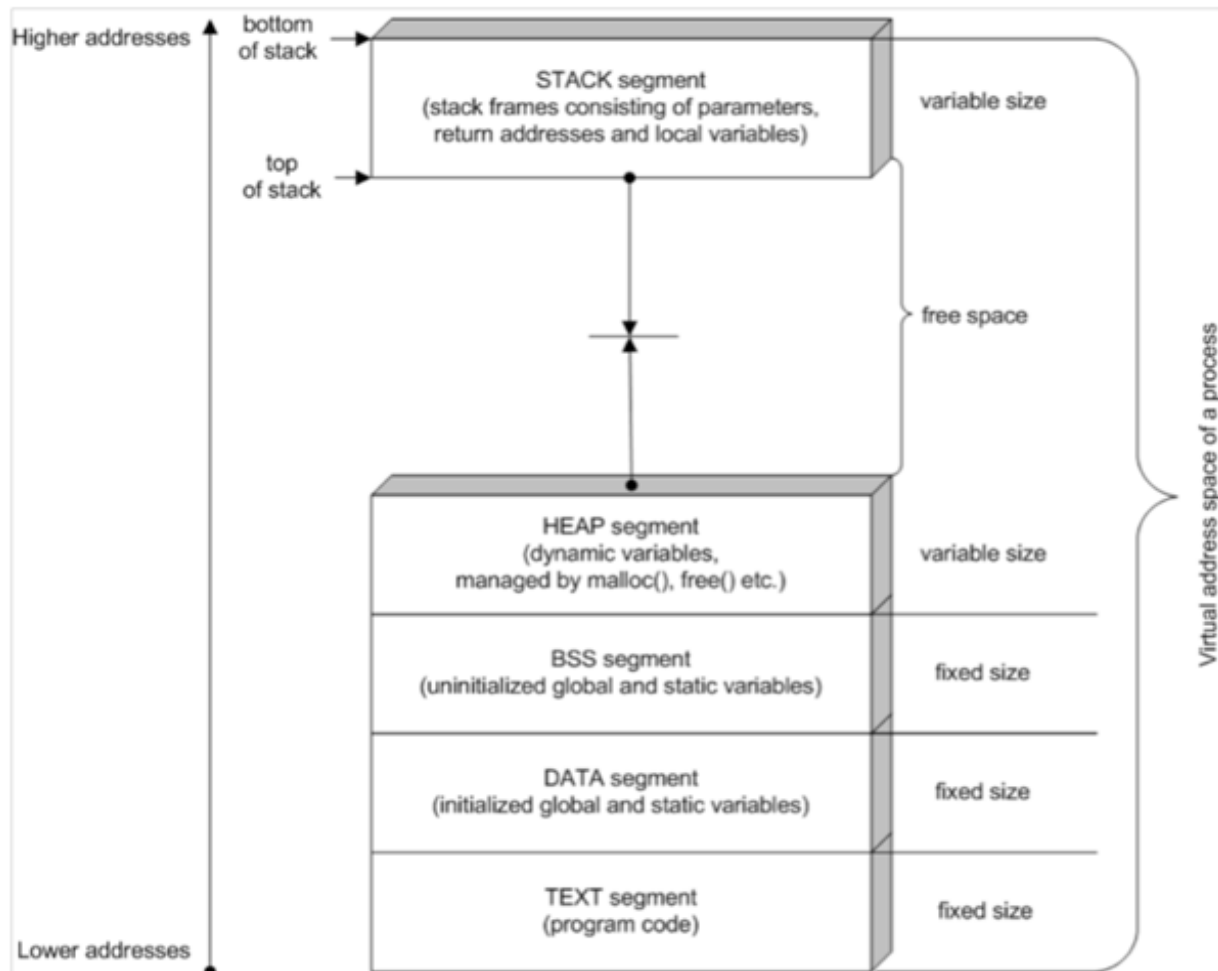 Higher addresses
bottom
of stack
STACK segment
(stack frames consisting of parameters,
return addresses and local variables)
variable size
top
of stack
free space
HEAP segment
(dynamic variables,
managed by malloc(), free() etc.)
variable size
BSS segment
(uninitialized global and static variables)
fixed size
DATA segment
(initialized global and static variables)
fixed size
TEXT segment
(program code)
fixed size
Lower addresses
Virtual address space of a process